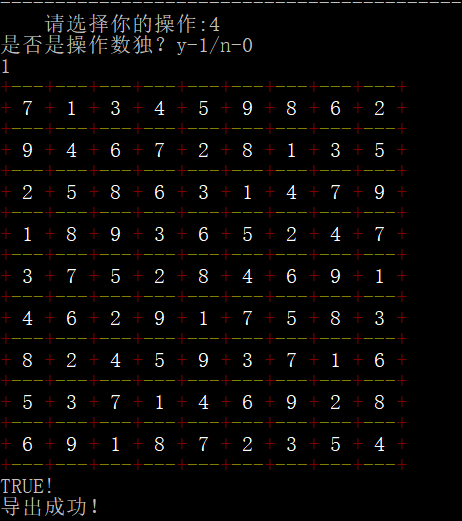 请选择你的操作:4
是否是操作数独？y-1/n-0
1
7 1 3 4 5 9 8 6 2
9 4 6 7 2 8 1 3 5
2 5 8 6 3 1 4 7 9
1 8 9 3 6 5 2 4 7
3 7 5 2 8 4 6 9 1
4 6 2 9 1 7 5 8 3
8 2 4 5 9 3 7 1 6
5 3 7 1 4 6 9 2 8
6 9 1 8 7 2 3 5 4
TRUE!
导出成功!